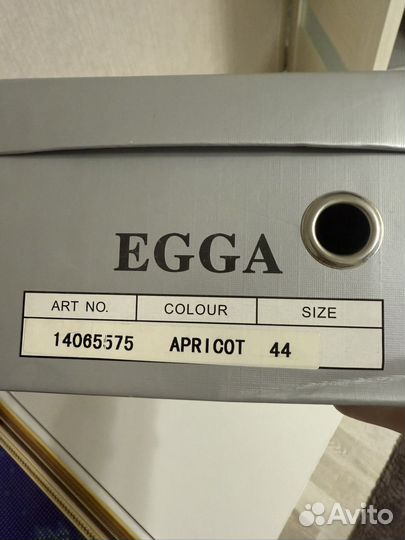 EGGA
ART NO. COLOUR SIZE
14065575 APRICOT 44
Avito